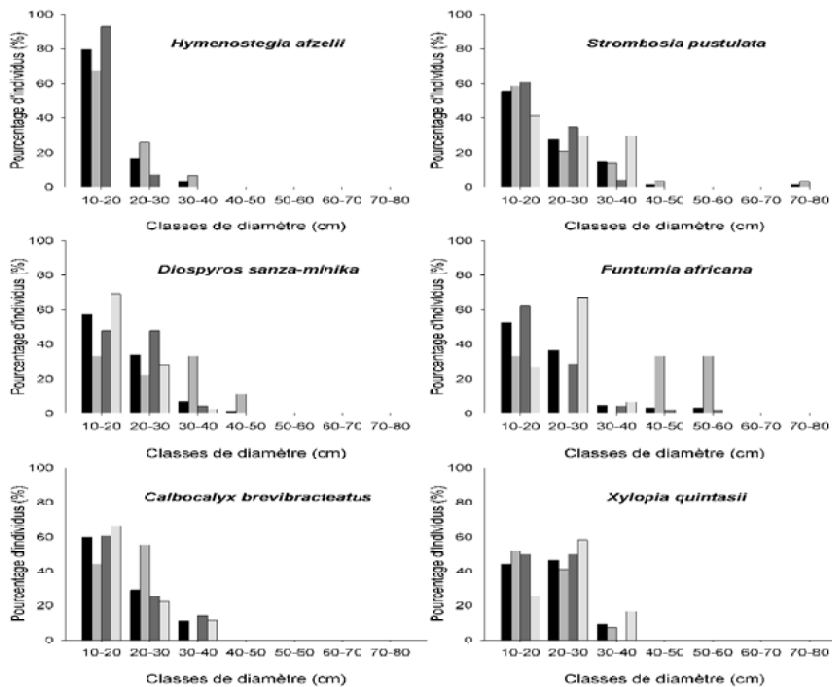 Hymenostegia afzelii
Pourcentage d'individus (%)
100
80
60
40
20
0
10-20 20-30 30-40 40-50 50-60 60-70 70-80
Classes de diamètre (cm)
Strombosia pustulata
Pourcentage d'individus (%)
100
80
60
40
20
0
10-20 20-30 30-40 40-50 50-60 60-70 70-80
Classes de diamètre (cm)
Diospyros sanza-minika
Pourcentage d'individus (%)
100
80
60
40
20
0
10-20 20-30 30-40 40-50 50-60 60-70 70-80
Classes de diamètre (cm)
Funtumia africana
Pourcentage d'individus (%)
100
80
60
40
20
0
10-20 20-30 30-40 40-50 50-60 60-70 70-80
Classes de diamètre (cm)
Calbocalyx brevibracteatus
Pourcentage d'individus (%)
100
80
60
40
20
0
10-20 20-30 30-40 40-50 50-60 60-70 70-80
Classes de diamètre (cm)
Xylopia quintasii
Pourcentage d'individus (%)
100
80
60
40
20
0
10-20 20-30 30-40 40-50 50-60 60-70 70-80
Classes de diamètre (cm)